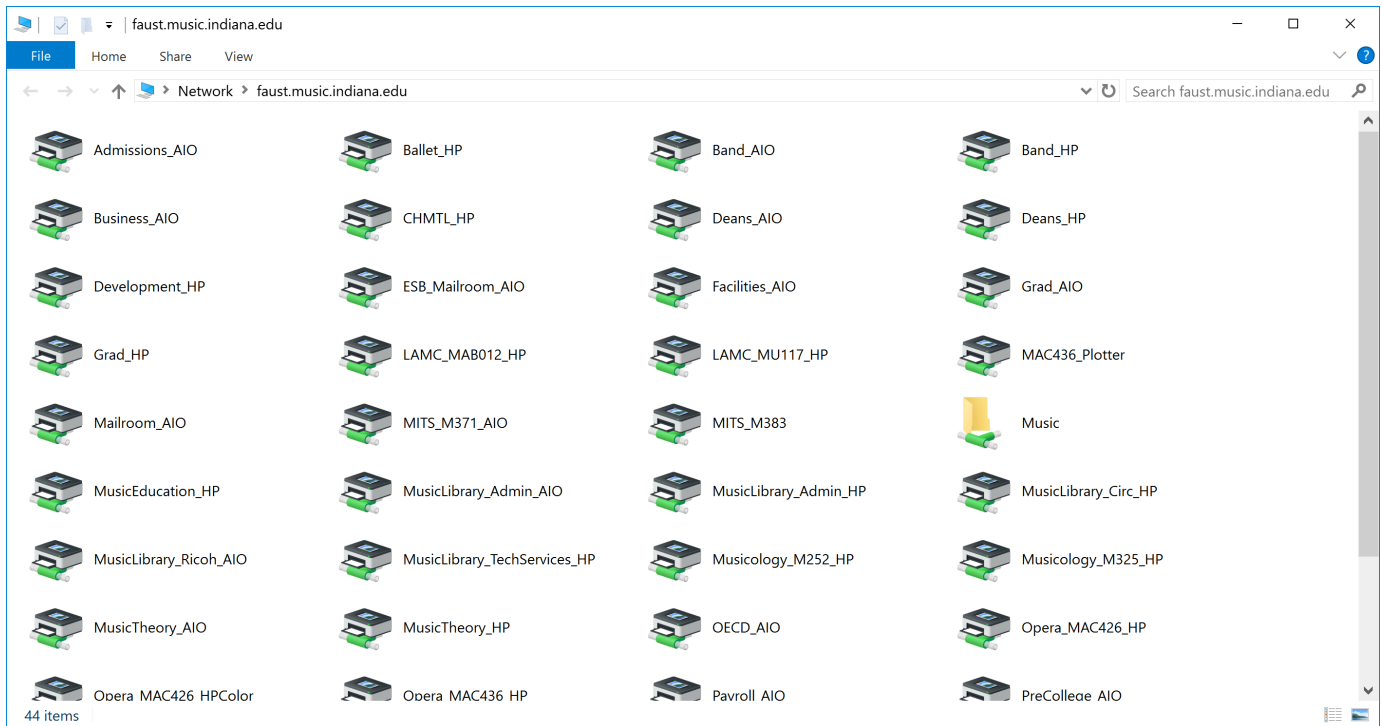 faust.music.indiana.edu
File Home Share View ?
Network faust.music.indiana.edu Search faust.music.indiana.edu
Admissions_AIO Ballet_HP Band_AIO Band_HP
Business_AIO CHMTL_HP Deans_AIO Deans_HP
Development_HP ESB_Mailroom_AIO Facilities_AIO Grad_AIO
Grad_HP LAMC_MAB012_HP LAMC_MU117_HP MAC436_Plotter
Mailroom_AIO MITS_M371_AIO MITS_M383 Music
MusicEducation_HP MusicLibrary_Admin_AIO MusicLibrary_Admin_HP MusicLibrary_Circ_HP
MusicLibrary_Ricoh_AIO MusicLibrary_TechServices_HP Musicology_M252_HP Musicology_M325_HP
MusicTheory_AIO MusicTheory_HP OECD_AIO Opera_MAC426_HP
Opera_MAC426_HPColor Opera_MAC436_HP Payroll_AIO PreCollege_AIO
44 items